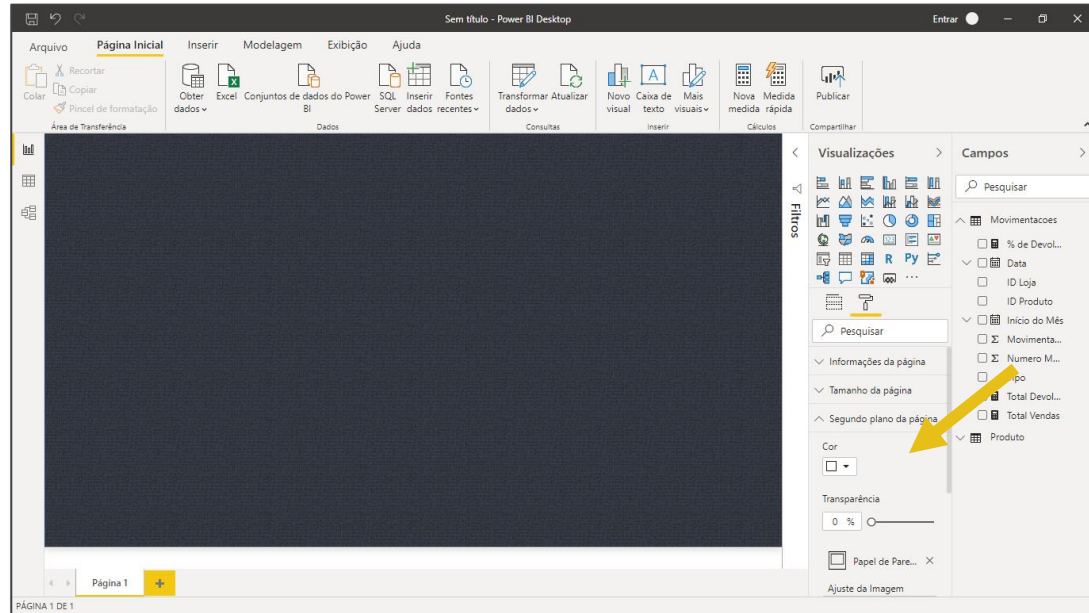 Sem título - Power BI Desktop
Entrar
Arquivo Página Inicial Inserir Modelagem Exibição Ajuda
Colar
Recortar
Copiar
Pincel de formatação
Área de Transferência
Obter dados
Excel
Conjuntos de dados do Power BI
SQL Server
Inserir dados
Fontes recentes
Dados
Transformar dados
Atualizar
Consultas
Novo visual
Caixa de texto
Mais visuais
Inserir
Nova medida
Medida rápida
Cálculos
Publicar
Compartilhar
Filtros
Visualizações
R Py
Pesquisar
Informações da página
Tamanho da página
Segundo plano da página
Cor
Transparência
0 %
Papel de Pare...
Ajuste da Imagem
Campos
Pesquisar
Movimentacoes
% de Devol...
Data
ID Loja
ID Produto
Início do Mês
Σ Movimenta...
Σ Numero M...
Total Devol...
Total Vendas
Produto
Página 1
PÁGINA 1 DE 1